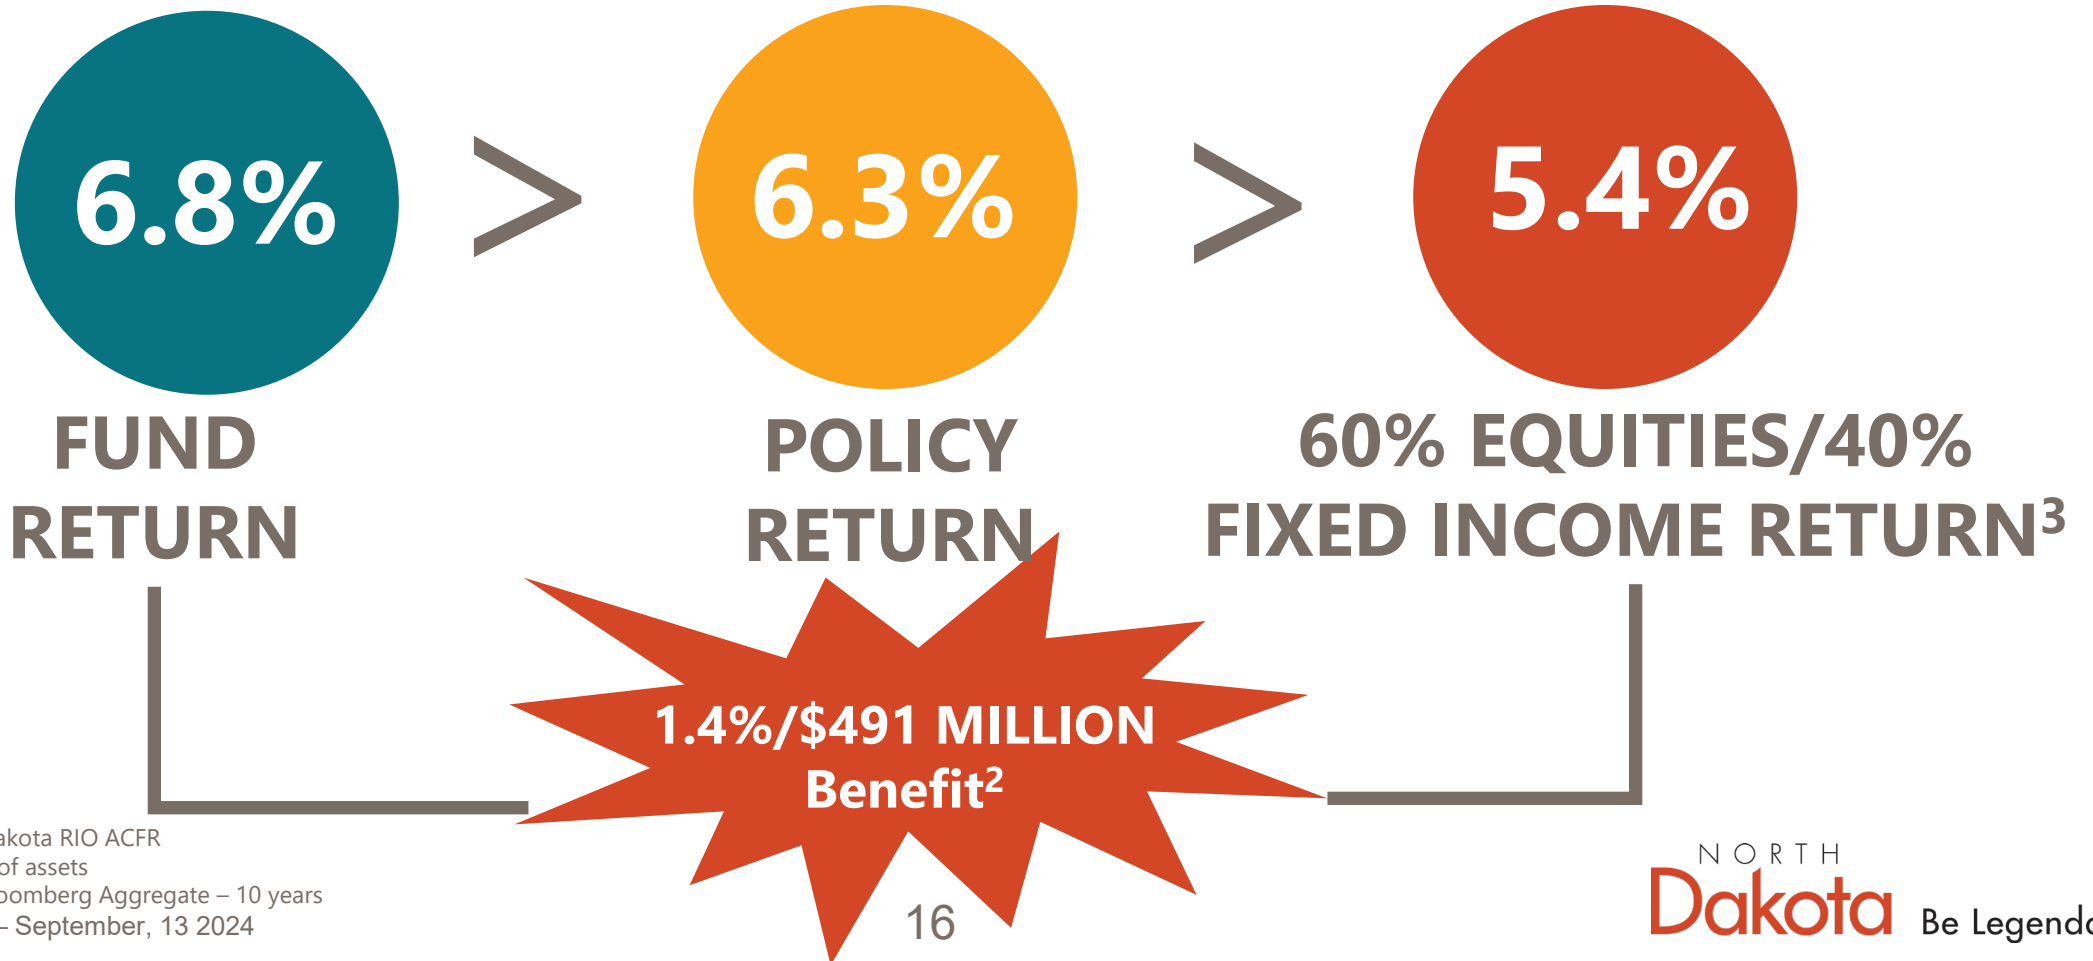 6.8%
>
6.3%
>
5.4%
FUND
RETURN
POLICY
RETURN
60% EQUITIES/40%
FIXED INCOME RETURN³
1.4%/$491 MILLION
Benefit²
akota RIO ACFR
of assets
oomberg Aggregate – 10 years
– September, 13 2024
16
NORTH
Dakota Be Legenda